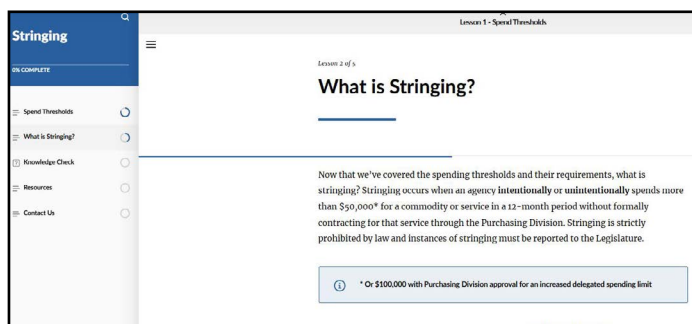 Stringing
0% COMPLETE
Spend Thresholds
What is Stringing?
Knowledge Check
Resources
Contact Us
Lesson 1 - Spend Thresholds
Lesson 2 of 5
What is Stringing?
Now that we've covered the spending thresholds and their requirements, what is
stringing? Stringing occurs when an agency intentionally or unintentionally spends more
than $50,000* for a commodity or service in a 12-month period without formally
contracting for that service through the Purchasing Division. Stringing is strictly
prohibited by law and instances of stringing must be reported to the Legislature.
* Or $100,000 with Purchasing Division approval for an increased delegated spending limit